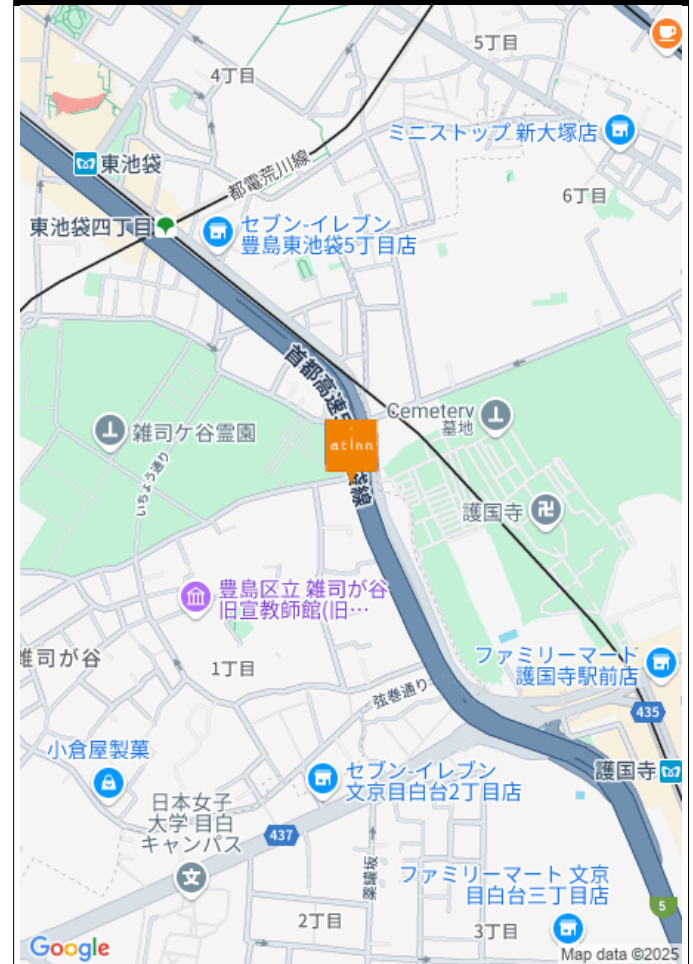 5丁目
4丁目
ミニストップ 新大塚店
東池袋
都電荒川線
6丁目
東池袋四丁目
セブン-イレブン
豊島東池袋5丁目店
首都高速
Cemetery
墓地
雑司ケ谷霊園
atInn
袋線
いちょう通り
護国寺
豊島区立 雑司が谷
旧宣教師館(旧…
ファミリーマート
護国寺駅前店
雑司が谷
1丁目
弦巻通り
435
小倉屋製菓
セブン-イレブン
文京目白台2丁目店
護国寺
日本女子
大学 目白
キャンパス
437
薬罐坂
ファミリーマート 文京
目白台三丁目店
5
2丁目
3丁目
Google
Map data ©2025